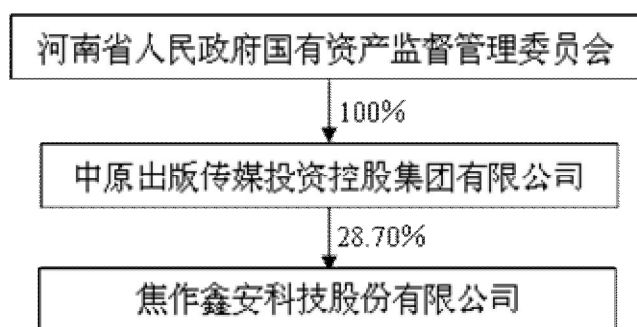 河南省人民政府国有资产监督管理委员会
100%
中原出版传媒投资控股集团有限公司
28.70%
焦作鑫安科技股份有限公司